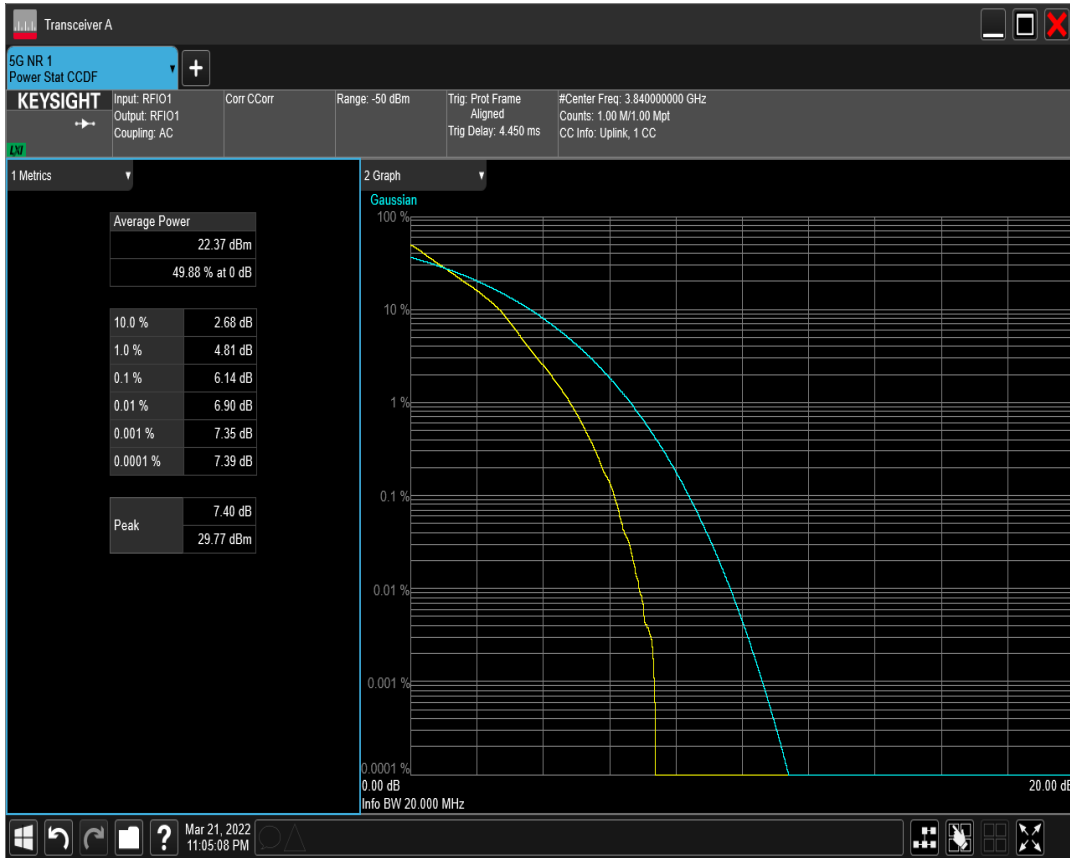 Transceiver A
5G NR 1
Power Stat CCDF
+
KEYSIGHT
LXI
Input: RFIO1
Output: RFIO1
Coupling: AC
Corr CCorr
Range: -50 dBm
Trig: Prot Frame
Aligned
Trig Delay: 4.450 ms
#Center Freq: 3.840000000 GHz
Counts: 1.00 M/1.00 Mpt
CC Info: Uplink, 1 CC
1 Metrics
Average Power
22.37 dBm
49.88 % at 0 dB
10.0 % 2.68 dB
1.0 % 4.81 dB
0.1 % 6.14 dB
0.01 % 6.90 dB
0.001 % 7.35 dB
0.0001 % 7.39 dB
Peak
7.40 dB
29.77 dBm
2 Graph
Gaussian
100 %
10 %
1 %
0.1 %
0.01 %
0.001 %
0.0001 %
0.00 dB
20.00 dB
Info BW 20.000 MHz
?
Mar 21, 2022
11:05:08 PM